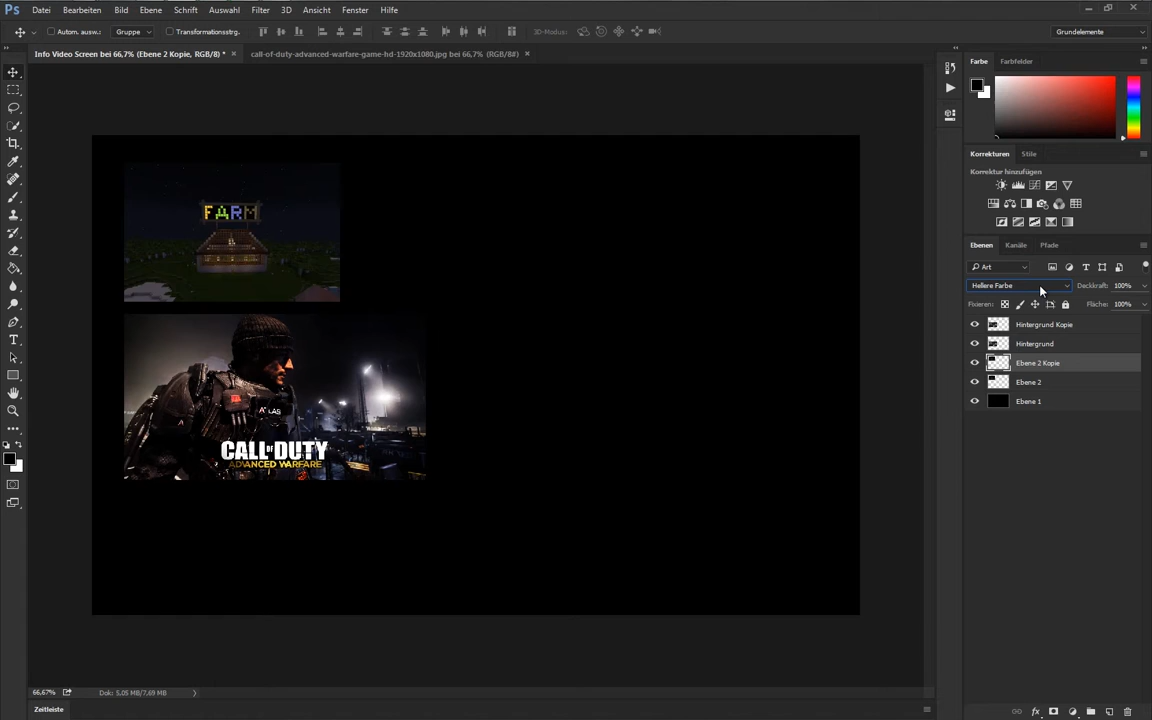 Ps Datei Bearbeiten Bild Ebene Schrift Auswahl Filter 3D Ansicht Fenster Hilfe
Autom. ausw.: Gruppe Transformationsstrg. 3D-Modus: Grundelemente
Info Video Screen bei 66,7% (Ebene 2 Kopie, RGB/8) * × call-of-duty-advanced-warfare-game-hd-1920x1080.jpg bei 66,7% (RGB/8#) ×
Farbe Farbfelder
Korrekturen Stile
Korrektur hinzufügen
FARM
Ebenen Kanäle Pfade
Art
Hellere Farbe Deckkraft: 100%
Fixieren: Fläche: 100%
Hintergrund Kopie
Hintergrund
Ebene 2 Kopie
Ebene 2
Ebene 1
ATLAS
CALL OF DUTY
ADVANCED WARFARE
66,67% Dok: 5,05 MB/7,69 MB
Zeitleiste